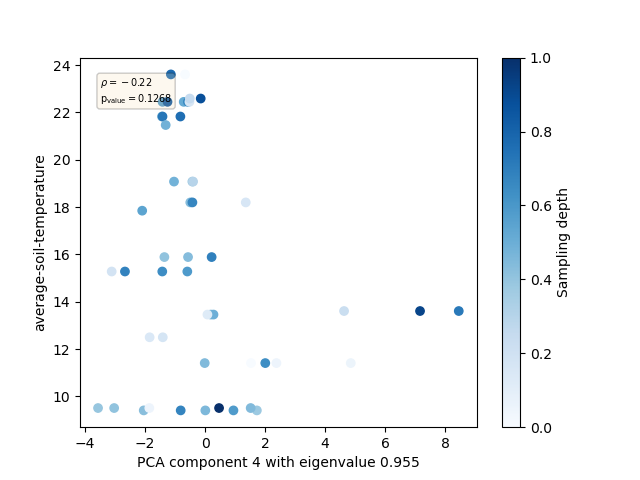 ρ = −0.22
p_value = 0.1268
24
22
20
18
16
14
12
10
average-soil-temperature
−4 −2 0 2 4 6 8
PCA component 4 with eigenvalue 0.955
1.0
0.8
0.6
0.4
0.2
0.0
Sampling depth